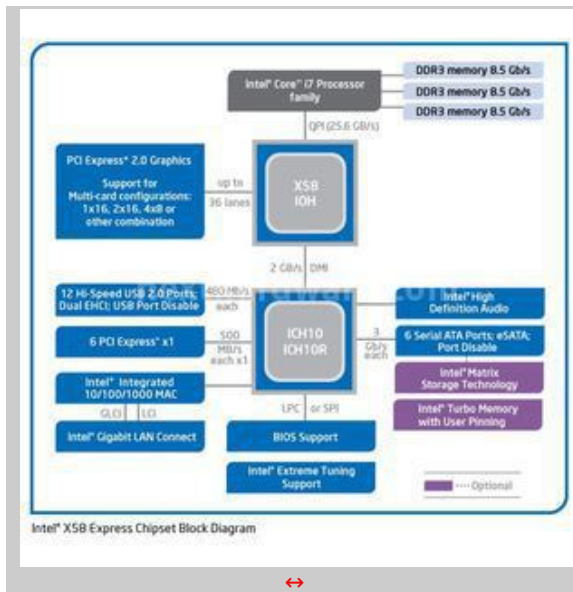 Intel® Core™ i7 Processor
family
DDR3 memory 8.5 Gb/s
DDR3 memory 8.5 Gb/s
DDR3 memory 8.5 Gb/s
QPI (25.6 GB/s)
PCI Express* 2.0 Graphics
Support for
Multi-card configurations:
1x16, 2x16, 4x8 or
other combination
up to
36 lanes
X58
IOH
2 GB/s DMI
12 Hi-Speed USB 2.0 Ports;
Dual EHCI; USB Port Disable
480 Mb/s
each
Intel® High
Definition Audio
6 PCI Express* x1
500
MB/s
each x1
ICH10
ICH10R
3
Gb/s
each
6 Serial ATA Ports; eSATA;
Port Disable
Intel® Matrix
Storage Technology
Intel® Integrated
10/100/1000 MAC
GLCI LCI
Intel® Gigabit LAN Connect
LPC or SPI
Intel® Turbo Memory
with User Pinning
BIOS Support
Intel® Extreme Tuning
Support
Optional
Intel® X58 Express Chipset Block Diagram